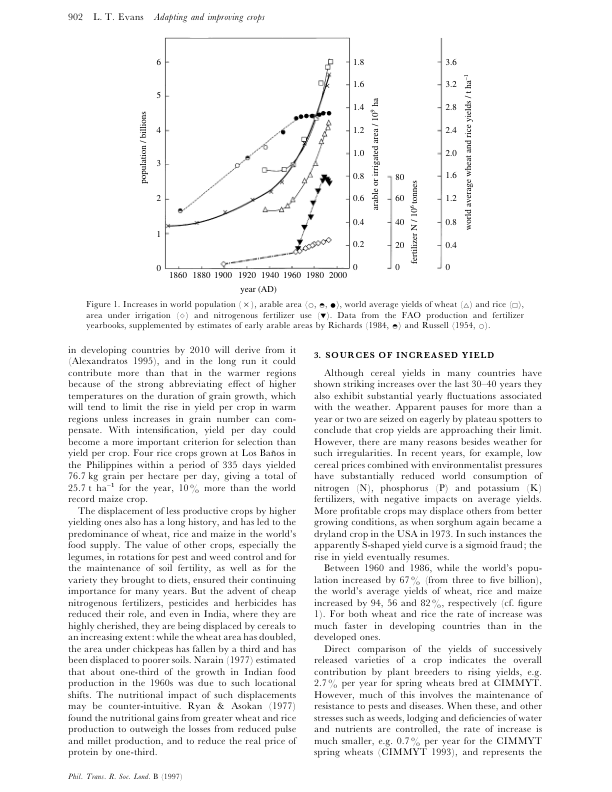 902 L. T. Evans Adapting and improving crops
population / billions
6
5
4
3
2
1
0
1860 1880 1900 1920 1940 1960 1980 2000
year (AD)
1.8
1.6
1.4
1.2
1.0
0.8
0.6
0.4
0.2
0
arable or irrigated area / 10⁹ ha
80
60
40
20
0
fertilizer N / 10⁶ tonnes
3.6
3.2
2.8
2.4
2.0
1.6
1.2
0.8
0.4
0
world average wheat and rice yields / t ha⁻¹
Figure 1. Increases in world population (×), arable area (○, ◓, ●), world average yields of wheat (△) and rice (□),
area under irrigation (◇) and nitrogenous fertilizer use (▼). Data from the FAO production and fertilizer
yearbooks, supplemented by estimates of early arable areas by Richards (1984, ◓) and Russell (1954, ○).
in developing countries by 2010 will derive from it
(Alexandratos 1995), and in the long run it could
contribute more than that in the warmer regions
because of the strong abbreviating effect of higher
temperatures on the duration of grain growth, which
will tend to limit the rise in yield per crop in warm
regions unless increases in grain number can com-
pensate. With intensification, yield per day could
become a more important criterion for selection than
yield per crop. Four rice crops grown at Los Baños in
the Philippines within a period of 335 days yielded
76.7 kg grain per hectare per day, giving a total of
25.7 t ha⁻¹ for the year, 10% more than the world
record maize crop.
The displacement of less productive crops by higher
yielding ones also has a long history, and has led to the
predominance of wheat, rice and maize in the world's
food supply. The value of other crops, especially the
legumes, in rotations for pest and weed control and for
the maintenance of soil fertility, as well as for the
variety they brought to diets, ensured their continuing
importance for many years. But the advent of cheap
nitrogenous fertilizers, pesticides and herbicides has
reduced their role, and even in India, where they are
highly cherished, they are being displaced by cereals to
an increasing extent: while the wheat area has doubled,
the area under chickpeas has fallen by a third and has
been displaced to poorer soils. Narain (1977) estimated
that about one-third of the growth in Indian food
production in the 1960s was due to such locational
shifts. The nutritional impact of such displacements
may be counter-intuitive. Ryan & Asokan (1977)
found the nutritional gains from greater wheat and rice
production to outweigh the losses from reduced pulse
and millet production, and to reduce the real price of
protein by one-third.
3. SOURCES OF INCREASED YIELD
Although cereal yields in many countries have
shown striking increases over the last 30–40 years they
also exhibit substantial yearly fluctuations associated
with the weather. Apparent pauses for more than a
year or two are seized on eagerly by plateau spotters to
conclude that crop yields are approaching their limit.
However, there are many reasons besides weather for
such irregularities. In recent years, for example, low
cereal prices combined with environmentalist pressures
have substantially reduced world consumption of
nitrogen (N), phosphorus (P) and potassium (K)
fertilizers, with negative impacts on average yields.
More profitable crops may displace others from better
growing conditions, as when sorghum again became a
dryland crop in the USA in 1973. In such instances the
apparently S-shaped yield curve is a sigmoid fraud; the
rise in yield eventually resumes.
Between 1960 and 1986, while the world's popu-
lation increased by 67% (from three to five billion),
the world's average yields of wheat, rice and maize
increased by 94, 56 and 82%, respectively (cf. figure
1). For both wheat and rice the rate of increase was
much faster in developing countries than in the
developed ones.
Direct comparison of the yields of successively
released varieties of a crop indicates the overall
contribution by plant breeders to rising yields, e.g.
2.7% per year for spring wheats bred at CIMMYT.
However, much of this involves the maintenance of
resistance to pests and diseases. When these, and other
stresses such as weeds, lodging and deficiencies of water
and nutrients are controlled, the rate of increase is
much smaller, e.g. 0.7% per year for the CIMMYT
spring wheats (CIMMYT 1993), and represents the
Phil. Trans. R. Soc. Lond. B (1997)